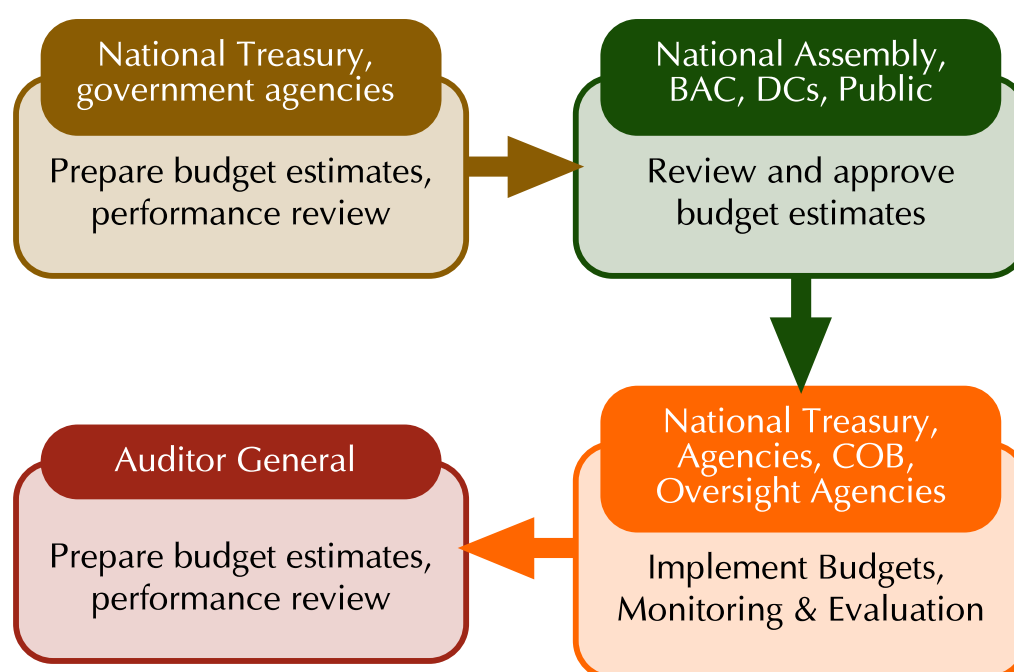 National Treasury,
government agencies
Prepare budget estimates,
performance review
National Assembly,
BAC, DCs, Public
Review and approve
budget estimates
National Treasury,
Agencies, COB,
Oversight Agencies
Implement Budgets,
Monitoring & Evaluation
Auditor General
Prepare budget estimates,
performance review